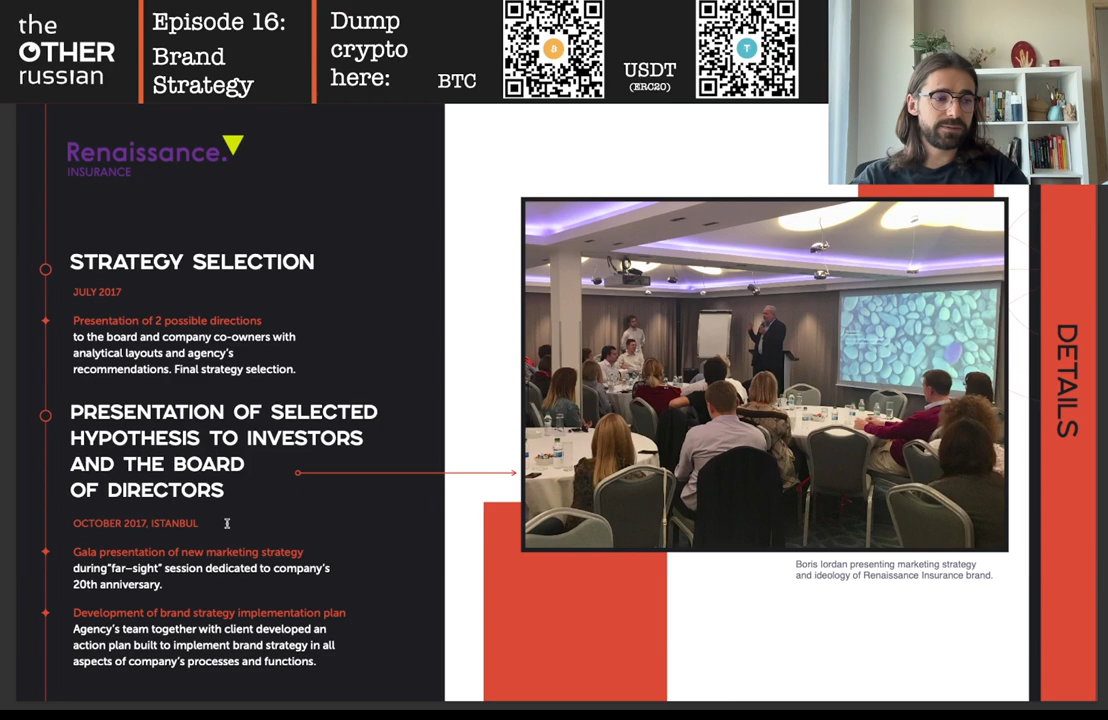 the
OTHER
russian
Episode 16:
Brand
Strategy
Dump
crypto
here:
BTC
USDT
(ERC20)
Renaissance.
INSURANCE
STRATEGY SELECTION
JULY 2017
Presentation of 2 possible directions
to the board and company co-owners with
analytical layouts and agency's
recommendations. Final strategy selection.
PRESENTATION OF SELECTED
HYPOTHESIS TO INVESTORS
AND THE BOARD
OF DIRECTORS
OCTOBER 2017, ISTANBUL
Gala presentation of new marketing strategy
during"far–sight" session dedicated to company's
20th anniversary.
Development of brand strategy implementation plan
Agency's team together with client developed an
action plan built to implement brand strategy in all
aspects of company's processes and functions.
Boris Iordan presenting marketing strategy
and ideology of Renaissance Insurance brand.
DETAILS